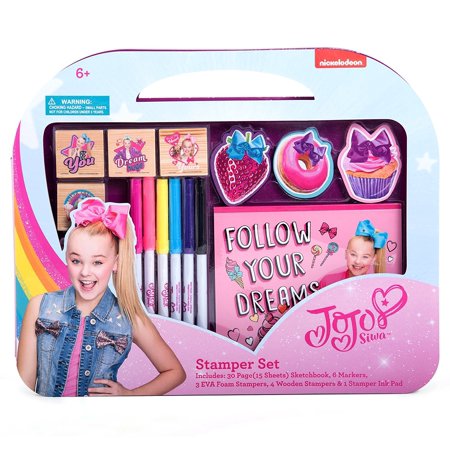 nickelodeon
6+
WARNING:
CHOKING HAZARD - SMALL PARTS.
NOT FOR CHILDREN UNDER 3 YEARS
You
Dream
FOLLOW
YOUR
DREAMS
JoJo
Siwa™
Stamper Set
Includes: 30 Page(15 Sheets) Sketchbook, 6 Markers,
3 EVA Foam Stampers, 4 Wooden Stampers & 1 Stamper Ink Pad